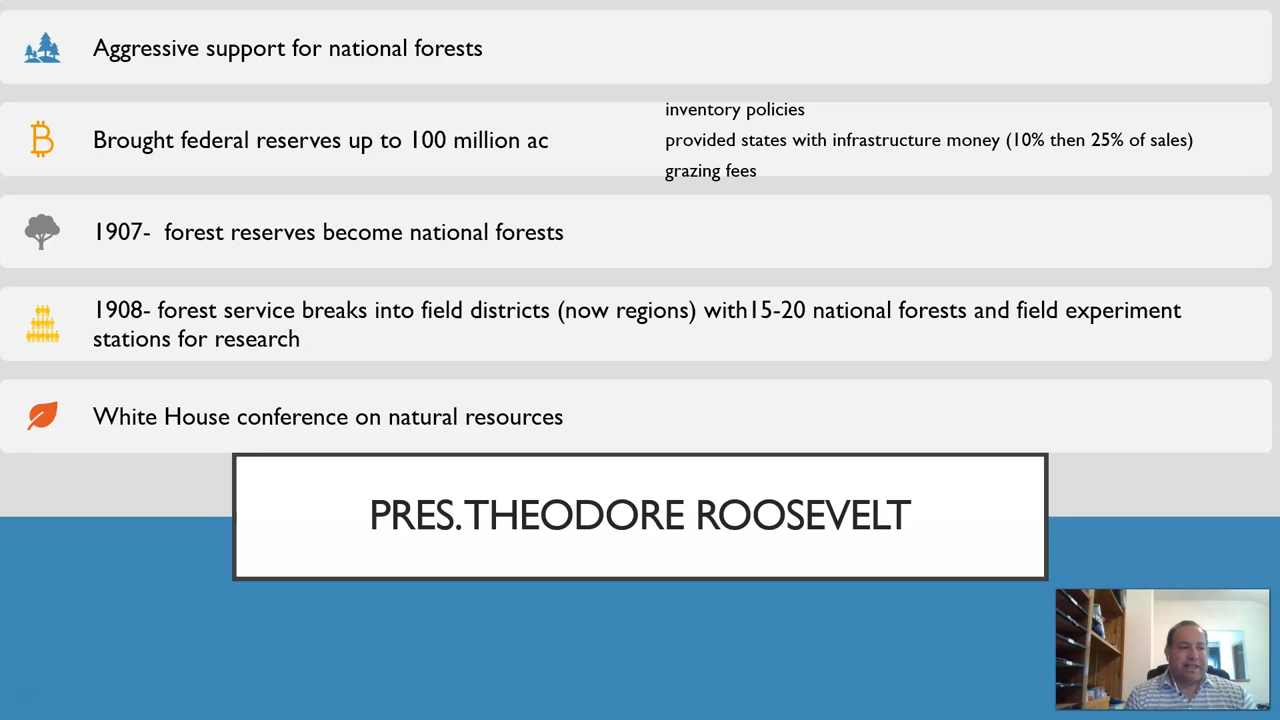 Aggressive support for national forests
Brought federal reserves up to 100 million ac
inventory policies
provided states with infrastructure money (10% then 25% of sales)
grazing fees
1907-  forest reserves become national forests
1908- forest service breaks into field districts (now regions) with15-20 national forests and field experiment
stations for research
White House conference on natural resources
PRES. THEODORE ROOSEVELT